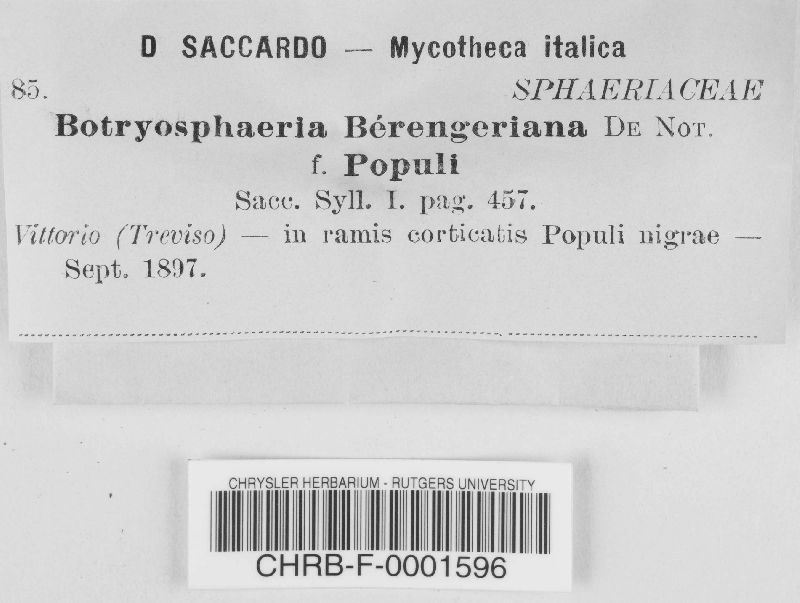 D SACCARDO — Mycotheca italica
85. SPHAERIACEAE
Botryosphaeria Bérengeriana De Not.
f. Populi
Sacc. Syll. I. pag. 457.
Vittorio (Treviso) — in ramis corticatis Populi nigrae —
Sept. 1897.
CHRYSLER HERBARIUM - RUTGERS UNIVERSITY
CHRB-F-0001596